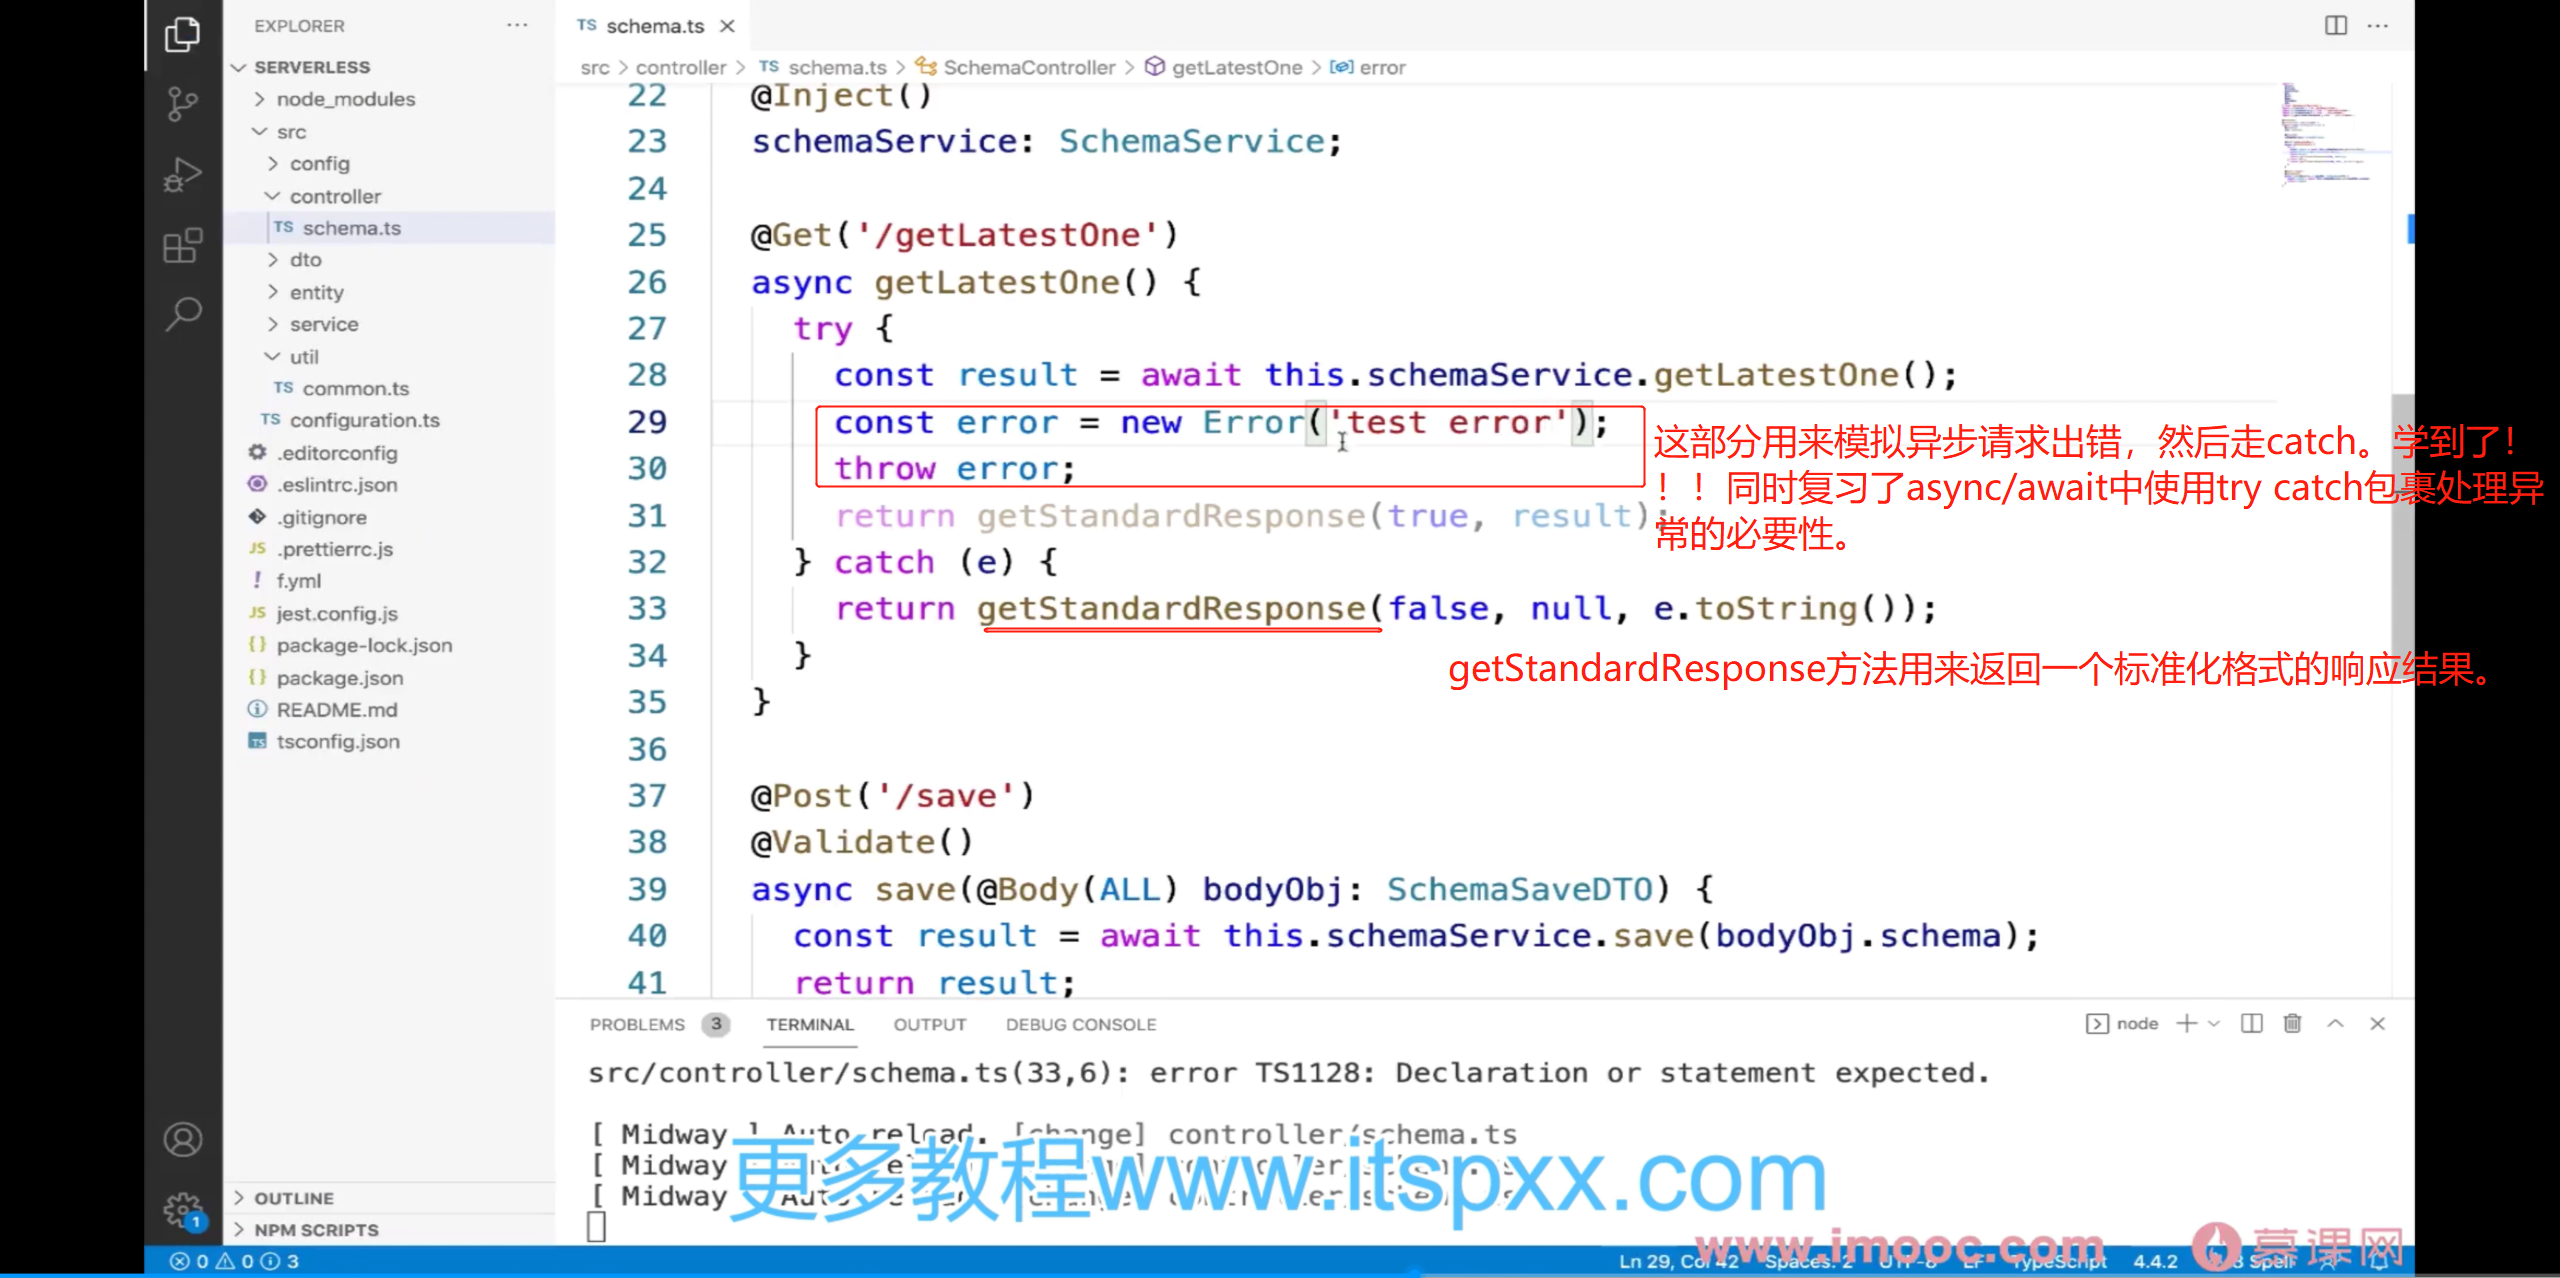 EXPLORER
SERVERLESS
node_modules
src
config
controller
TS schema.ts
dto
entity
service
util
TS common.ts
TS configuration.ts
.editorconfig
.eslintrc.json
.gitignore
JS .prettierrc.js
! f.yml
JS jest.config.js
{} package-lock.json
{} package.json
README.md
TS tsconfig.json
OUTLINE
NPM SCRIPTS
1
TS schema.ts
src > controller > TS schema.ts > SchemaController > getLatestOne > error
22 @Inject()
23 schemaService: SchemaService;
24
25 @Get('/getLatestOne')
26 async getLatestOne() {
27 try {
28 const result = await this.schemaService.getLatestOne();
29 const error = new Error('test error');
30 throw error;
31 return getStandardResponse(true, result);
32 } catch (e) {
33 return getStandardResponse(false, null, e.toString());
34 }
35 }
36
37 @Post('/save')
38 @Validate()
39 async save(@Body(ALL) bodyObj: SchemaSaveDTO) {
40 const result = await this.schemaService.save(bodyObj.schema);
41 return result;
这部分用来模拟异步请求出错，然后走catch。学到了！
！！同时复习了async/await中使用try catch包裹处理异
常的必要性。
getStandardResponse方法用来返回一个标准化格式的响应结果。
PROBLEMS 3 TERMINAL OUTPUT DEBUG CONSOLE node
src/controller/schema.ts(33,6): error TS1128: Declaration or statement expected.
[ Midway ] Auto reload. [change] controller/schema.ts
[ Midway
[ Midway
更多教程www.itspxx.com
www.imooc.com 慕课网
0 0 3 Ln 29, Col 42 Spaces: 2 UTF-8 LF TypeScript 4.4.2 3 Spell